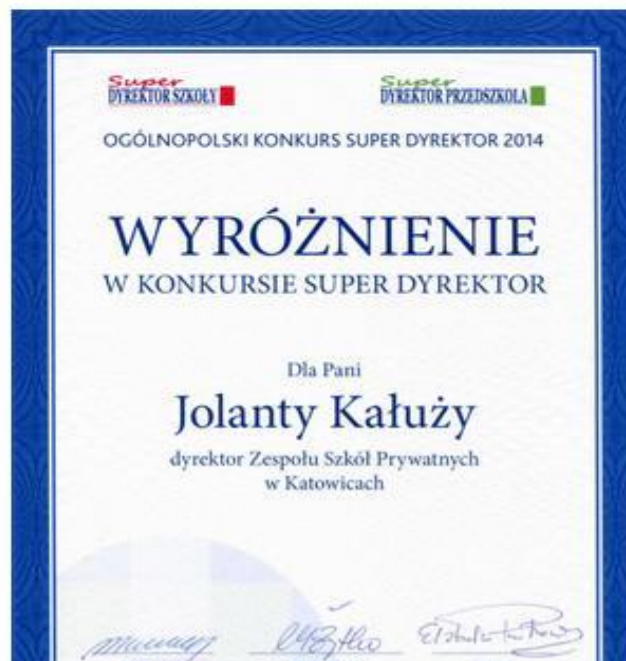 Super Super
DYREKTOR SZKOŁY DYREKTOR PRZEDSZKOLA
OGÓLNOPOLSKI KONKURS SUPER DYREKTOR 2014
WYRÓŻNIENIE
W KONKURSIE SUPER DYREKTOR
Dla Pani
Jolanty Kałuży
dyrektor Zespołu Szkół Prywatnych
w Katowicach